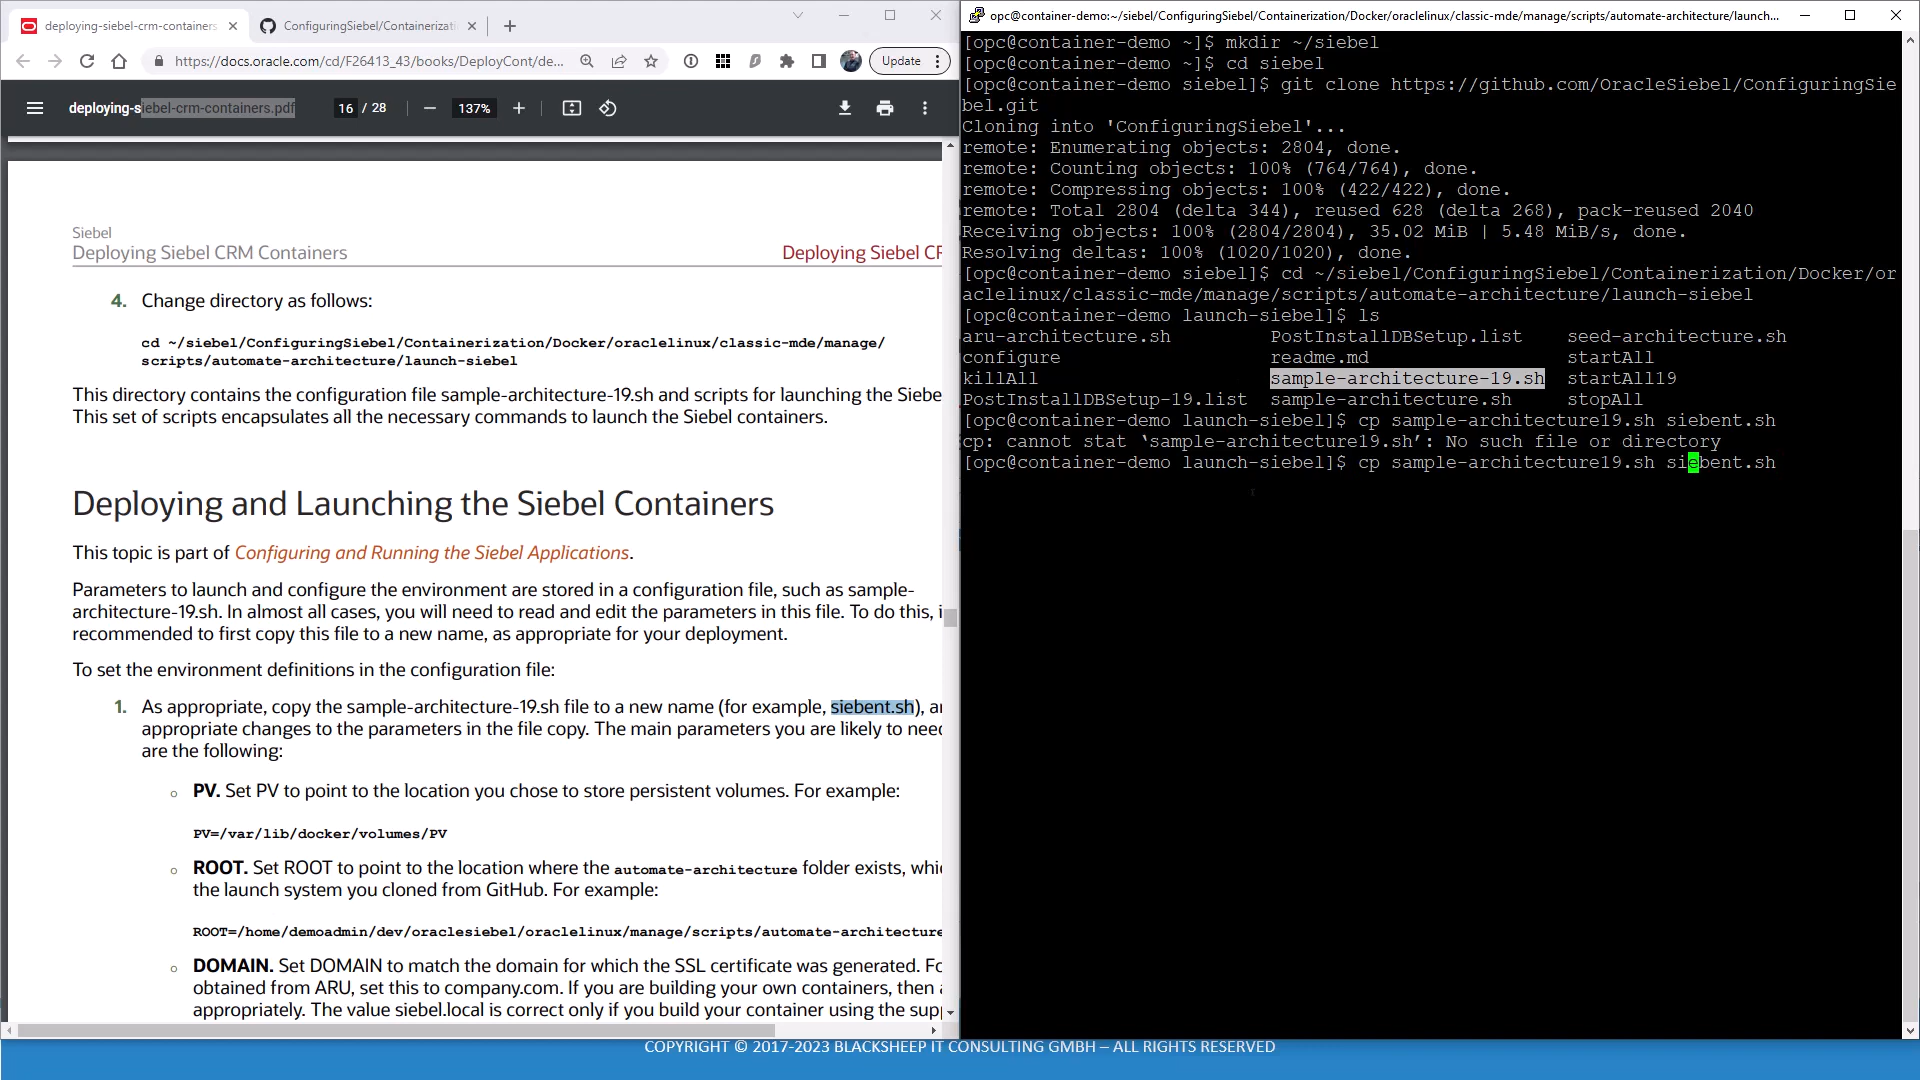 deploying-siebel-crm-containers
ConfiguringSiebel/Containerizati
https://docs.oracle.com/cd/F26413_43/books/DeployCont/de...
Update
deploying-siebel-crm-containers.pdf
16 / 28
137%
Siebel
Deploying Siebel CRM Containers
Deploying Siebel CR
4. Change directory as follows:
cd ~/siebel/ConfiguringSiebel/Containerization/Docker/oraclelinux/classic-mde/manage/
scripts/automate-architecture/launch-siebel
This directory contains the configuration file sample-architecture-19.sh and scripts for launching the Siebe
This set of scripts encapsulates all the necessary commands to launch the Siebel containers.
Deploying and Launching the Siebel Containers
This topic is part of Configuring and Running the Siebel Applications.
Parameters to launch and configure the environment are stored in a configuration file, such as sample-
architecture-19.sh. In almost all cases, you will need to read and edit the parameters in this file. To do this, i
recommended to first copy this file to a new name, as appropriate for your deployment.
To set the environment definitions in the configuration file:
1. As appropriate, copy the sample-architecture-19.sh file to a new name (for example, siebent.sh), an
appropriate changes to the parameters in the file copy. The main parameters you are likely to need
are the following:
PV. Set PV to point to the location you chose to store persistent volumes. For example:
PV=/var/lib/docker/volumes/PV
ROOT. Set ROOT to point to the location where the automate-architecture folder exists, whic
the launch system you cloned from GitHub. For example:
ROOT=/home/demoadmin/dev/oraclesiebel/oraclelinux/manage/scripts/automate-architecture
DOMAIN. Set DOMAIN to match the domain for which the SSL certificate was generated. Fo
obtained from ARU, set this to company.com. If you are building your own containers, then a
appropriately. The value siebel.local is correct only if you build your container using the supp
opc@container-demo:~/siebel/ConfiguringSiebel/Containerization/Docker/oraclelinux/classic-mde/manage/scripts/automate-architecture/launch...
[opc@container-demo ~]$ mkdir ~/siebel
[opc@container-demo ~]$ cd siebel
[opc@container-demo siebel]$ git clone https://github.com/OracleSiebel/ConfiguringSie
bel.git
Cloning into 'ConfiguringSiebel'...
remote: Enumerating objects: 2804, done.
remote: Counting objects: 100% (764/764), done.
remote: Compressing objects: 100% (422/422), done.
remote: Total 2804 (delta 344), reused 628 (delta 268), pack-reused 2040
Receiving objects: 100% (2804/2804), 35.02 MiB | 5.48 MiB/s, done.
Resolving deltas: 100% (1020/1020), done.
[opc@container-demo siebel]$ cd ~/siebel/ConfiguringSiebel/Containerization/Docker/or
aclelinux/classic-mde/manage/scripts/automate-architecture/launch-siebel
[opc@container-demo launch-siebel]$ ls
aru-architecture.sh PostInstallDBSetup.list seed-architecture.sh
configure readme.md startAll
killAll sample-architecture-19.sh startAll19
PostInstallDBSetup-19.list sample-architecture.sh stopAll
[opc@container-demo launch-siebel]$ cp sample-architecture19.sh siebent.sh
cp: cannot stat ‘sample-architecture19.sh’: No such file or directory
[opc@container-demo launch-siebel]$ cp sample-architecture19.sh siebent.sh
COPYRIGHT © 2017-2023 BLACKSHEEP IT CONSULTING GMBH – ALL RIGHTS RESERVED